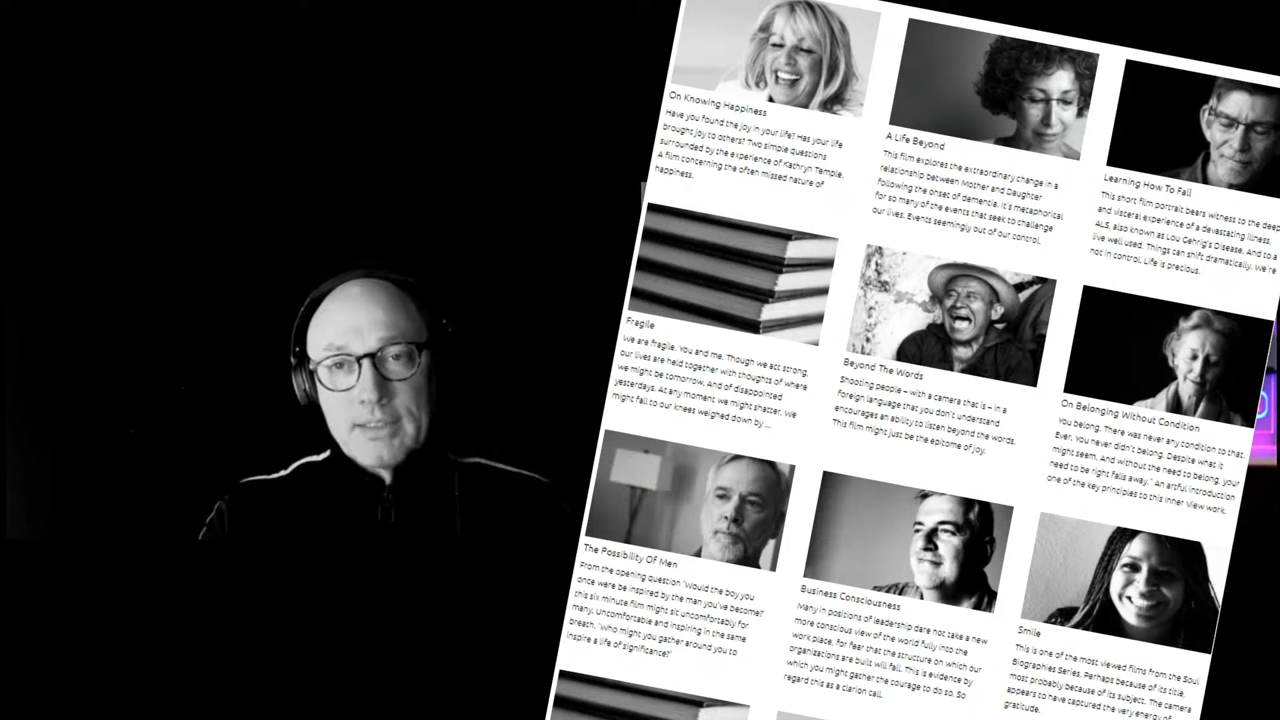 On Knowing Happiness
Have you found the joy in your life? Has your life
brought joy to others? Two simple questions
surrounded by the experience of Kathryn Temple.
A film concerning the often missed nature of
happiness.
A Life Beyond
This film explores the extraordinary change in a
relationship between Mother and Daughter
following the onset of dementia. It's metaphorical
for so many of the events that seek to challenge
our lives. Events seemingly out of our control.
Learning How To Fall
This short film portrait bears witness to the deep
and visceral experience of a devastating illness,
ALS, also known as Lou Gehrig's Disease. And to a
live well used. Things can shift dramatically. We're
not in control. Life is precious.
Fragile
We are fragile. You and me. Though we act strong,
our lives are held together with thoughts of where
we might be tomorrow. And of disappointed
yesterdays. At any moment we might shatter. We
might fall to our knees weighed down by ...
Beyond The Words
Shooting people – with a camera that is – in a
foreign language that you don't understand
encourages an ability to listen beyond the words.
This film might just be the epitome of joy.
On Belonging Without Condition
You belong. There was never any condition to that.
Ever. You never didn't belong. Despite what it
might seem. And without the need to belong, your
need to be right falls away." An artful introduction
one of the key principles to this Inner View work.
The Possibility Of Men
From the opening question 'Would the boy you
once were be inspired by the man you've become?'
this six minute film might sit uncomfortably for
many. Uncomfortable and inspiring in the same
breath. 'Who might you gather around you to
inspire a life of significance?'
Business Consciousness
Many in positions of leadership dare not take a new
more conscious view of the world fully into the
work place, for fear that the structure on which our
organizations are built will fall. This is evidence by
which you might gather the courage to do so. So
regard this as a clarion call.
Smile
This is one of the most viewed films from the Soul
Biographies Series. Perhaps because of its title,
most probably because of its subject. The camera
appears to have captured the very energy of
gratitude.